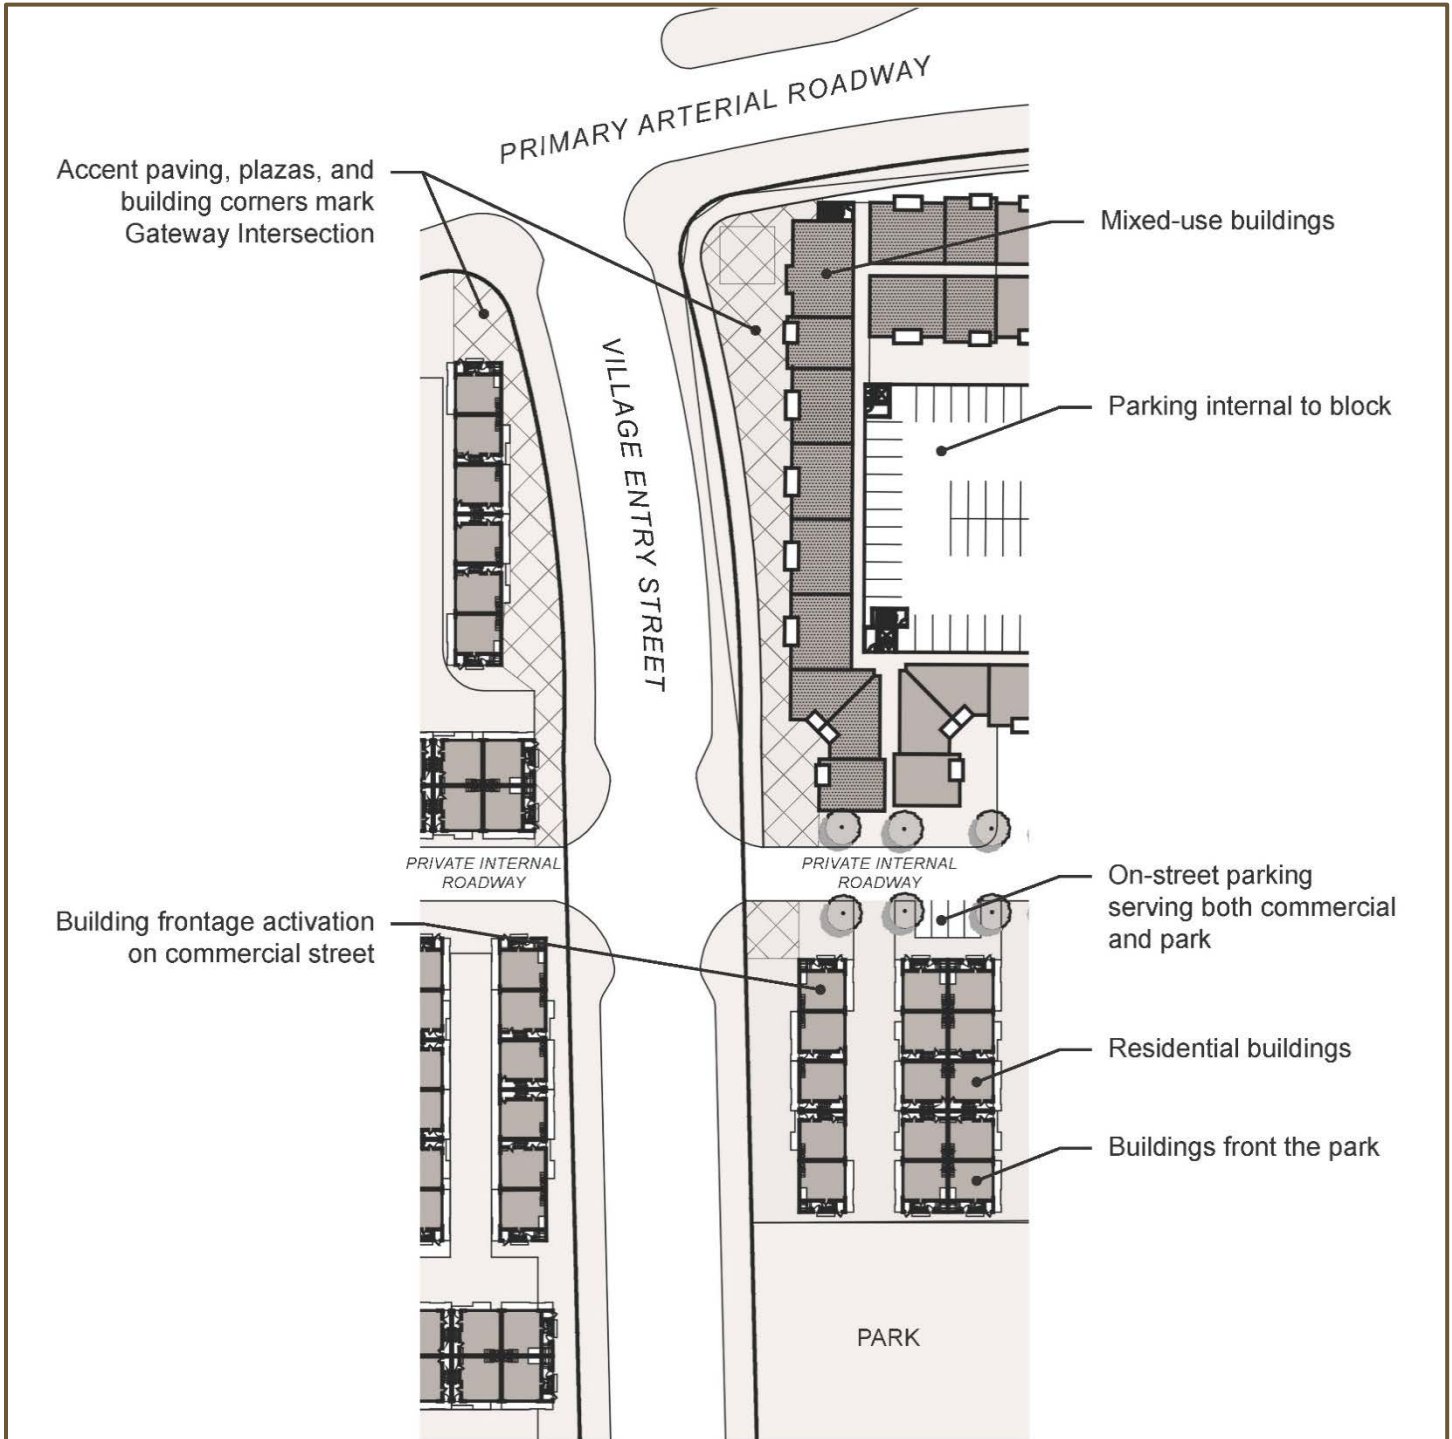 PRIMARY ARTERIAL ROADWAY
Accent paving, plazas, and
building corners mark
Gateway Intersection
Mixed-use buildings
VILLAGE ENTRY STREET
Parking internal to block
PRIVATE INTERNAL
ROADWAY
PRIVATE INTERNAL
ROADWAY
On-street parking
serving both commercial
and park
Building frontage activation
on commercial street
Residential buildings
Buildings front the park
PARK